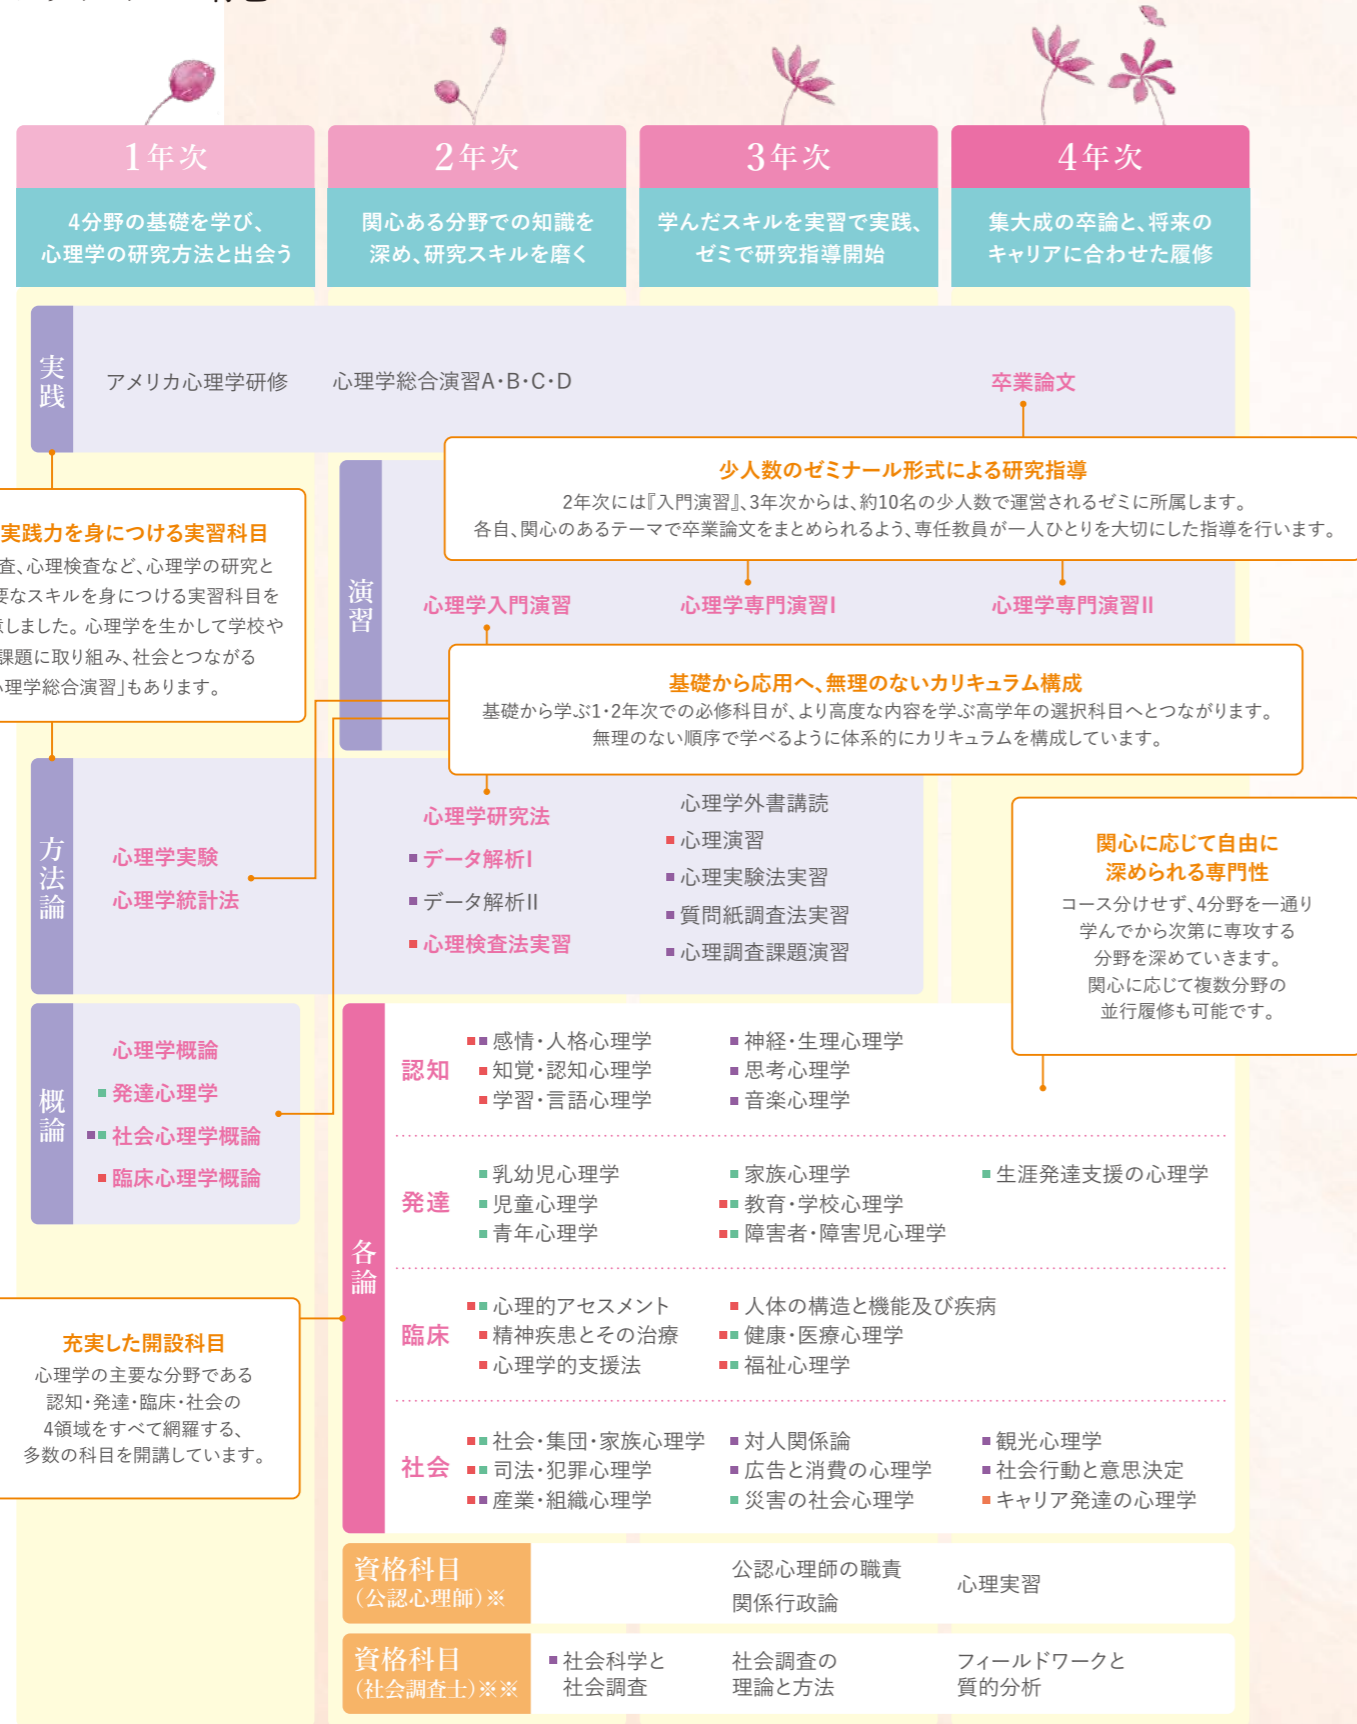 1年次
2年次
3年次
4年次
4分野の基礎を学び、
心理学の研究方法と出会う
関心ある分野での知識を
深め、研究スキルを磨く
学んだスキルを実習で実践、
ゼミで研究指導開始
集大成の卒論と、将来の
キャリアに合わせた履修
実践
アメリカ心理学研修
心理学総合演習A・B・C・D
卒業論文
少人数のゼミナール形式による研究指導
2年次には『入門演習』、3年次からは、約10名の少人数で運営されるゼミに所属します。
各自、関心のあるテーマで卒業論文をまとめられるよう、専任教員が一人ひとりを大切にした指導を行います。
実践力を身につける実習科目
査、心理検査など、心理学の研究と
要なスキルを身につける実習科目を
意しました。心理学を生かして学校や
課題に取り組み、社会とつながる
心理学総合演習」もあります。
演習
心理学入門演習
心理学専門演習I
心理学専門演習II
基礎から応用へ、無理のないカリキュラム構成
基礎から学ぶ1・2年次での必修科目が、より高度な内容を学ぶ高学年の選択科目へとつながります。
無理のない順序で学べるように体系的にカリキュラムを構成しています。
方法論
心理学実験
心理学統計法
心理学研究法
データ解析I
データ解析II
心理検査法実習
心理学外書講読
心理演習
心理実験法実習
質問紙調査法実習
心理調査課題演習
関心に応じて自由に
深められる専門性
コース分けせず、4分野を一通り
学んでから次第に専攻する
分野を深めていきます。
関心に応じて複数分野の
並行履修も可能です。
概論
心理学概論
発達心理学
社会心理学概論
臨床心理学概論
各論
認知
感情・人格心理学
知覚・認知心理学
学習・言語心理学
神経・生理心理学
思考心理学
音楽心理学
発達
乳幼児心理学
児童心理学
青年心理学
家族心理学
教育・学校心理学
障害者・障害児心理学
生涯発達支援の心理学
臨床
心理的アセスメント
精神疾患とその治療
心理学的支援法
人体の構造と機能及び疾病
健康・医療心理学
福祉心理学
社会
社会・集団・家族心理学
司法・犯罪心理学
産業・組織心理学
対人関係論
広告と消費の心理学
災害の社会心理学
観光心理学
社会行動と意思決定
キャリア発達の心理学
充実した開設科目
心理学の主要な分野である
認知・発達・臨床・社会の
4領域をすべて網羅する、
多数の科目を開講しています。
資格科目
(公認心理師)※
公認心理師の職責
関係行政論
心理実習
資格科目
(社会調査士)※※
社会科学と
社会調査
社会調査の
理論と方法
フィールドワークと
質的分析